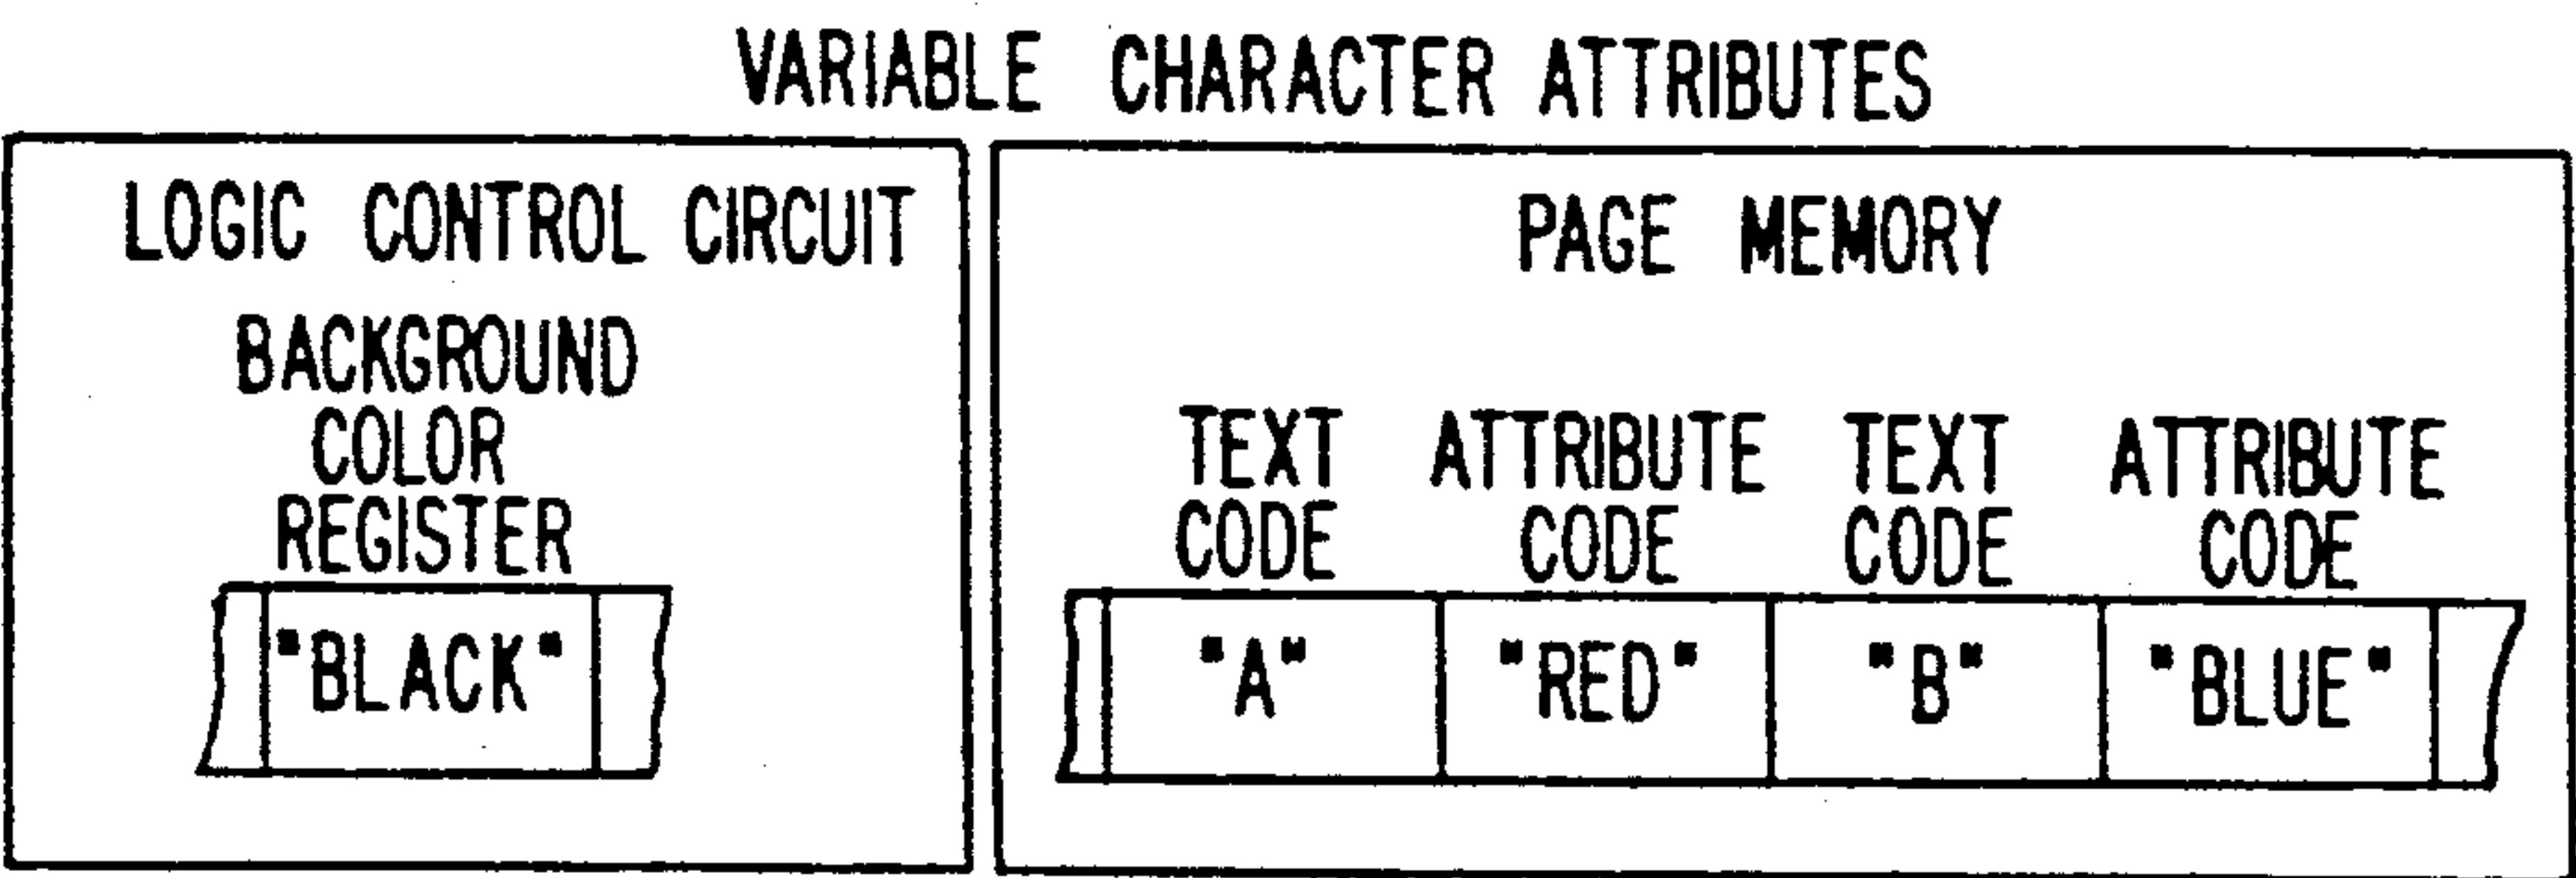 VARIABLE CHARACTER ATTRIBUTES
LOGIC CONTROL CIRCUIT
BACKGROUND
COLOR
REGISTER
"BLACK"
PAGE MEMORY
TEXT ATTRIBUTE TEXT ATTRIBUTE
CODE CODE CODE CODE
"A" "RED" "B" "BLUE"